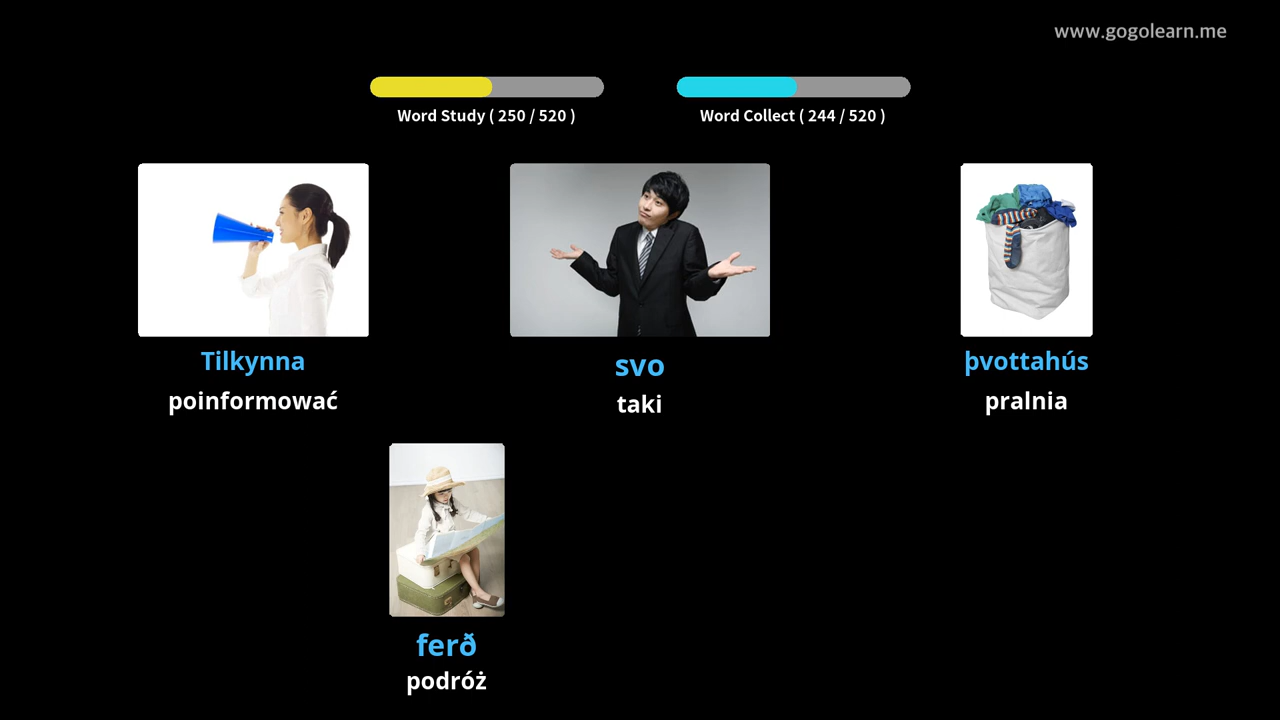 www.gogolearn.me
Word Study ( 250 / 520 )
Word Collect ( 244 / 520 )
Tilkynna
poinformować
svo
taki
þvottahús
pralnia
ferð
podróż